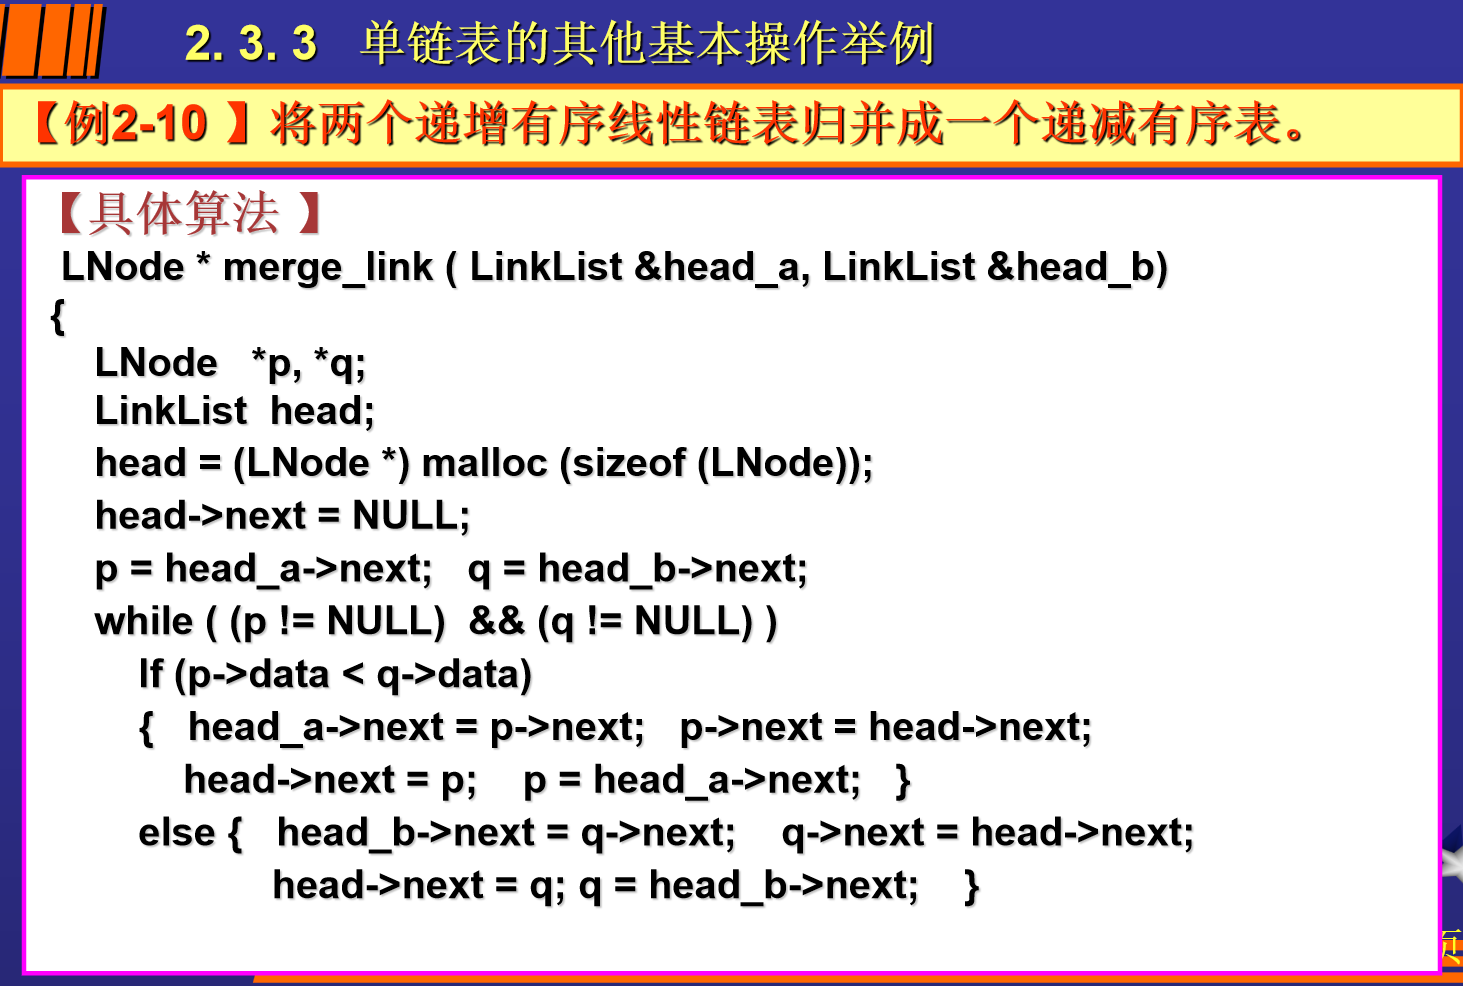 2. 3. 3 单链表的其他基本操作举例
【例2-10 】将两个递增有序线性链表归并成一个递减有序表。
【具体算法 】
LNode * merge_link ( LinkList &head_a, LinkList &head_b)
{
LNode *p, *q;
LinkList head;
head = (LNode *) malloc (sizeof (LNode));
head->next = NULL;
p = head_a->next; q = head_b->next;
while ( (p != NULL) && (q != NULL) )
If (p->data < q->data)
{ head_a->next = p->next; p->next = head->next;
head->next = p; p = head_a->next; }
else { head_b->next = q->next; q->next = head->next;
head->next = q; q = head_b->next; }
页